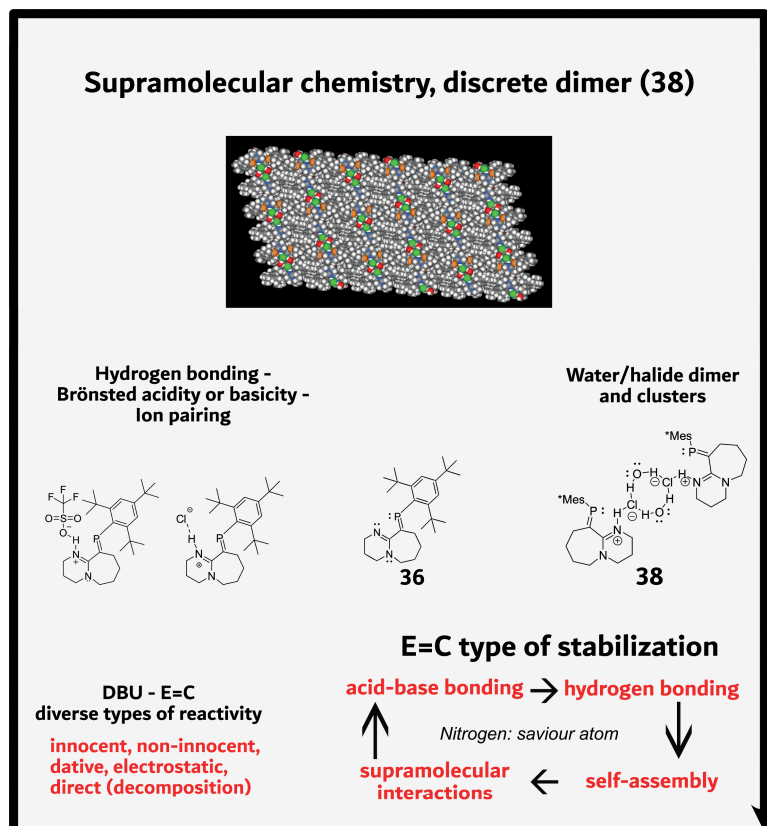 Supramolecular chemistry, discrete dimer (38)
Hydrogen bonding -
Brönsted acidity or basicity -
Ion pairing
Water/halide dimer
and clusters
F
F
F
O=S=O
O
H
N
N
P
Cl
H
N
N
P
:P
N
N
36
*Mes
P:
*Mes
:P
O
H
Cl
H
N
H
H
H
Cl
H
O
N
N
N
38
E=C type of stabilization
DBU - E=C
diverse types of reactivity
innocent, non-innocent,
dative, electrostatic,
direct (decomposition)
acid-base bonding
hydrogen bonding
Nitrogen: saviour atom
supramolecular
interactions
self-assembly